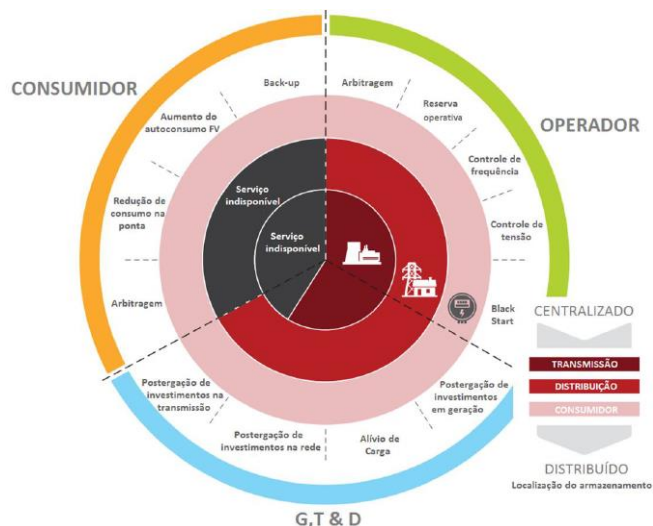 CONSUMIDOR
Back-up
Aumento do
autoconsumo FV
Redução de
consumo na
ponta
Arbitragem
OPERADOR
Arbitragem
Reserva
operativa
Controle de
frequência
Controle de
tensão
Black
Start
Serviço
indisponível
Serviço
indisponível
Postergação de
investimentos na
transmissão
Postergação de
investimentos na rede
Alívio de
Carga
Postergação de
investimentos
em geração
G,T & D
CENTRALIZADO
TRANSMISSÃO
DISTRIBUIÇÃO
CONSUMIDOR
DISTRIBUÍDO
Localização do armazenamento